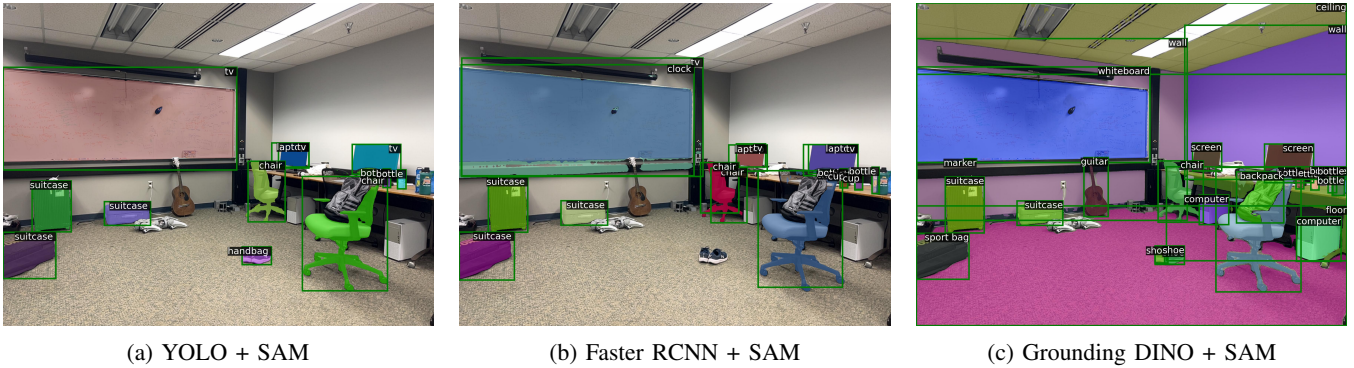 tv
laptop
tv
tv
chair
bottle
chair
suitcase
suitcase
suitcase
handbag
(a) YOLO + SAM
tv
clock
laptop
tv
laptop
tv
chair
chair
cup
cup
suitcase
suitcase
suitcase
(b) Faster RCNN + SAM
ceiling
wall
wall
whiteboard
screen
screen
marker
guitar
chair
backpack
bottle
bottle
suitcase
suitcase
computer
computer
floor
sport bag
shoe
(c) Grounding DINO + SAM